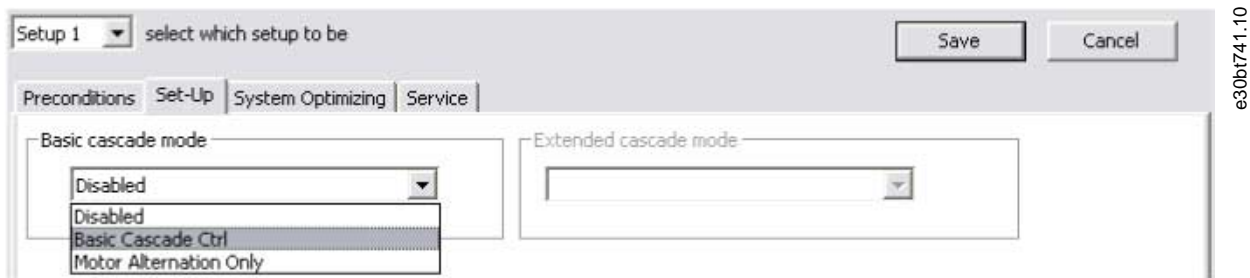 Setup 1 select which setup to be
Save
Cancel
Preconditions Set-Up System Optimizing Service
Basic cascade mode
Extended cascade mode
Disabled
Disabled
Basic Cascade Ctrl
Motor Alternation Only
e30bt741.10